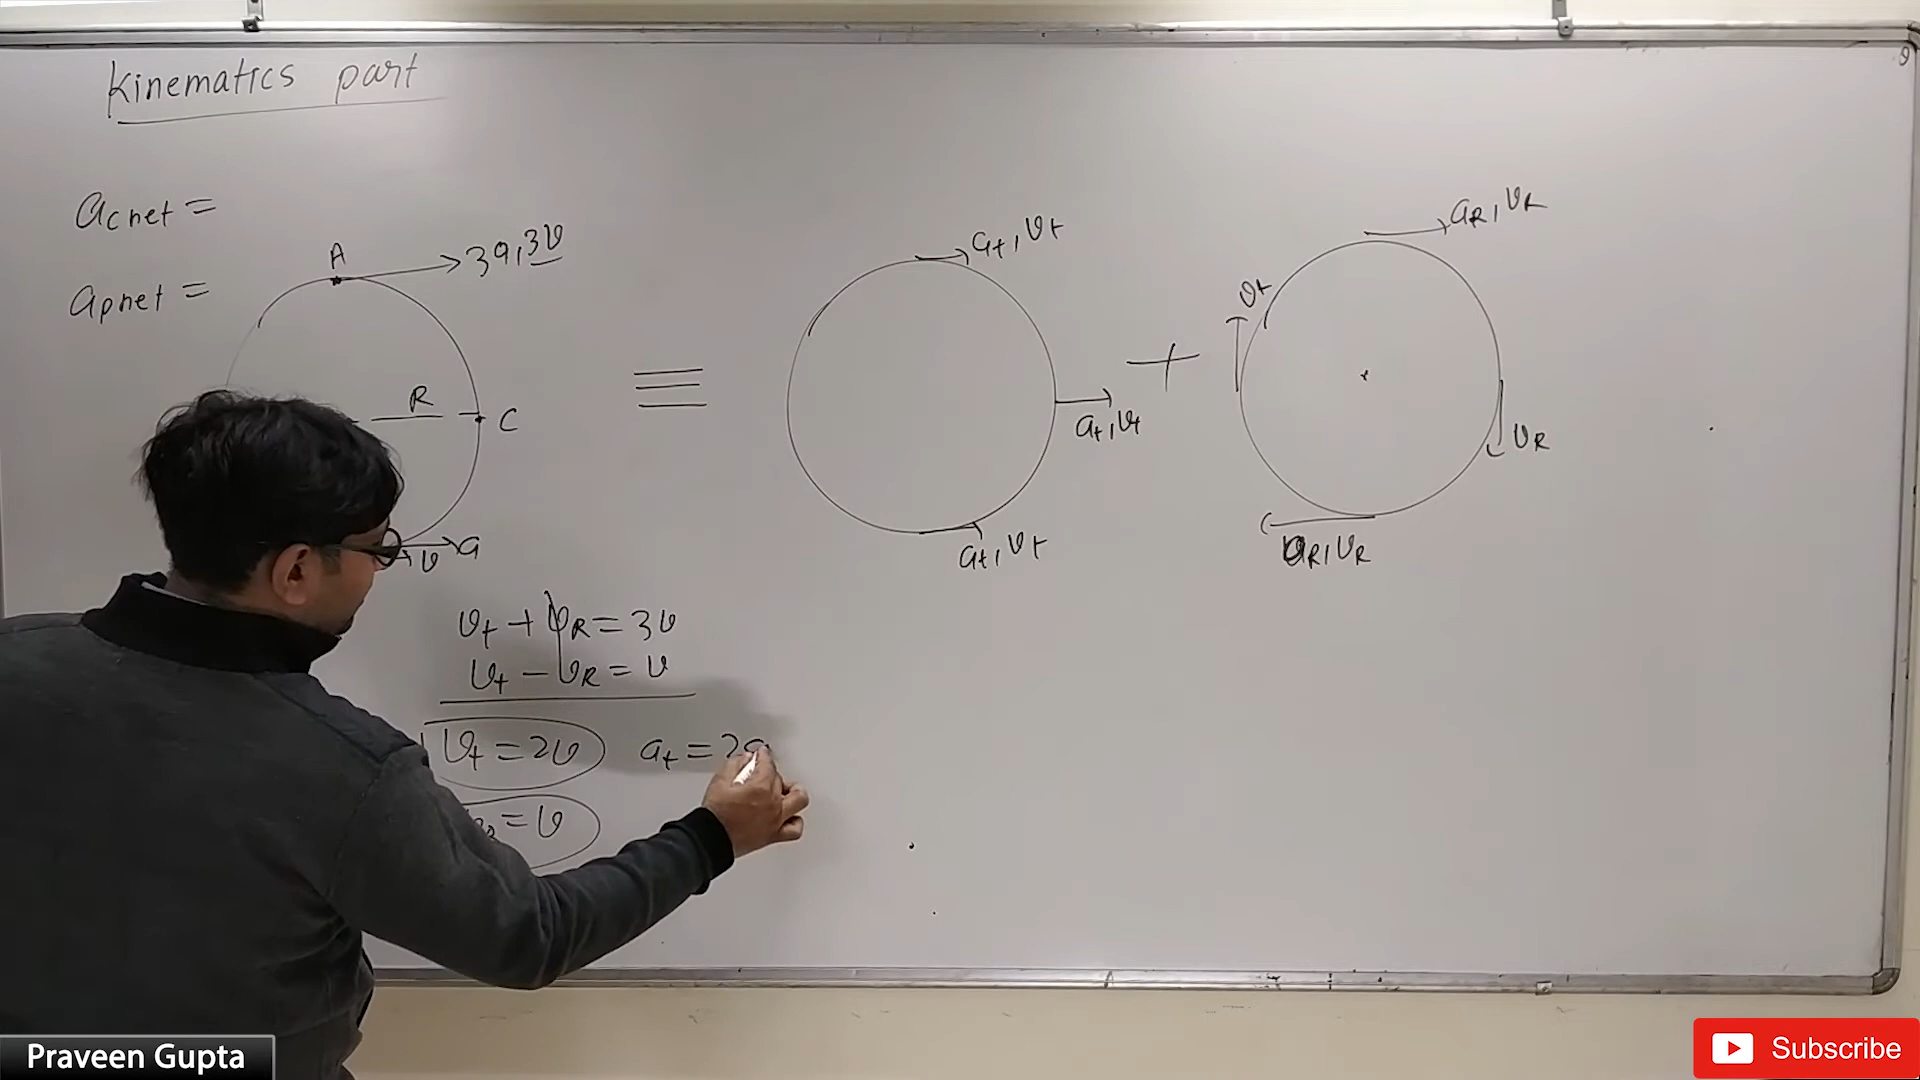 Kinematics part
acnet =
apnet =
A
3a, 3v
R
C
a
v
≡
at, vt
at, vt
at, vt
+
aR, vR
vt
vR
aR, vR
vt + vR = 3v
vt - vR = v
vt = 2v
at = 2a
= v
Praveen Gupta
Subscribe